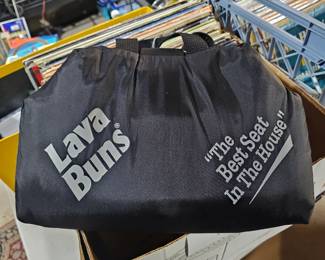 Lava
Buns®
"The
Best Seat
In The House"